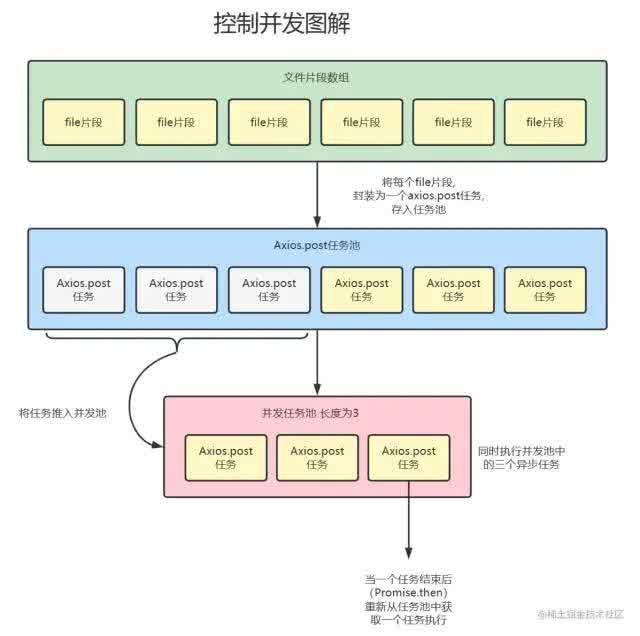 控制并发图解
文件片段数组
file片段 file片段 file片段 file片段 file片段 file片段
将每个file片段,
封装为一个axios.post任务,
存入任务池
Axios.post任务池
Axios.post Axios.post Axios.post Axios.post Axios.post Axios.post
任务 任务 任务 任务 任务 任务
将任务推入并发池
并发任务池 长度为3
Axios.post Axios.post Axios.post
任务 任务 任务
同时执行并发池中
的三个异步任务
当一个任务结束后
(Promise.then)
重新从任务池中获
取一个任务执行
@稀土掘金技术社区